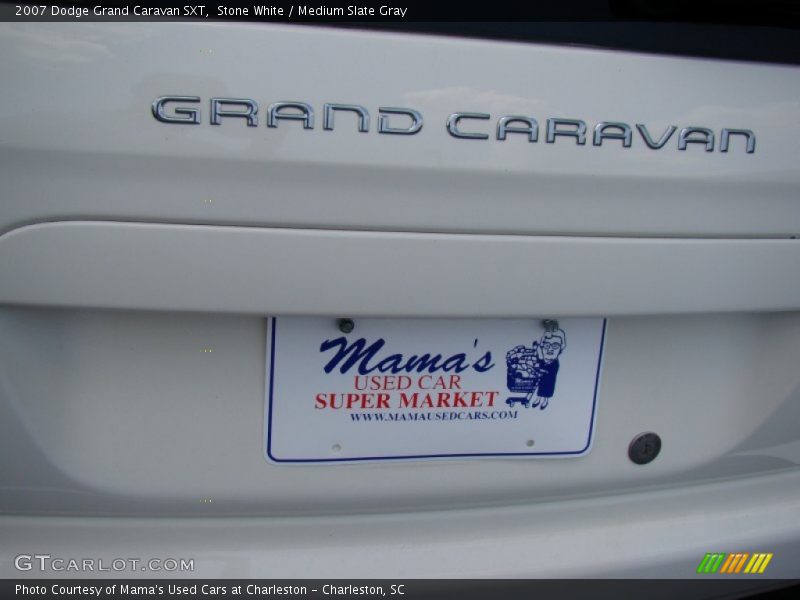 2007 Dodge Grand Caravan SXT, Stone White / Medium Slate Gray
GRAND CARAVAN
Mama's
USED CAR
SUPER MARKET
WWW.MAMAUSEDCARS.COM
GTCARLOT.COM
Photo Courtesy of Mama's Used Cars at Charleston - Charleston, SC